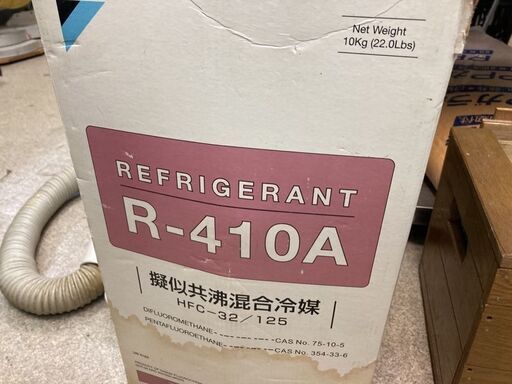 Net Weight
10Kg (22.0Lbs)
REFRIGERANT
R-410A
擬似共沸混合冷媒
HFC-32/125
DIFLUOROMETHANE CAS No. 75-10-5
PENTAFLUOROETHANE CAS No. 354-33-6